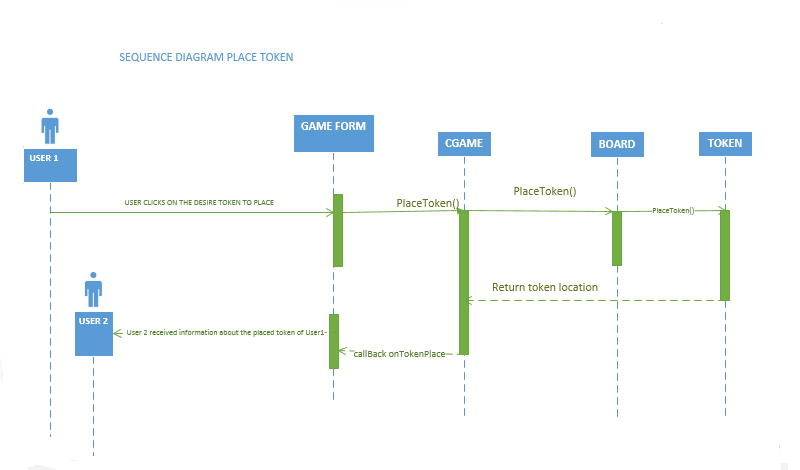 SEQUENCE DIAGRAM PLACE TOKEN
GAME FORM
CGAME
BOARD
TOKEN
USER 1
USER CLICKS ON THE DESIRE TOKEN TO PLACE
PlaceToken()
PlaceToken()
PlaceToken()
Return token location
USER 2
User 2 received information about the placed token of User1-
callBack onTokenPlace